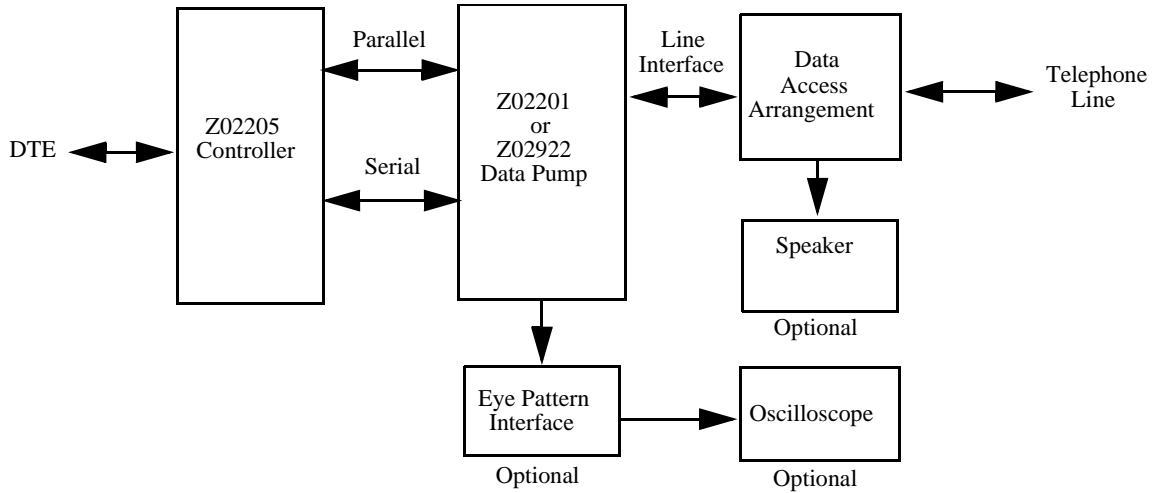 DTE
Z02205
Controller
Parallel
Serial
Z02201
or
Z02922
Data Pump
Line
Interface
Data
Access
Arrangement
Telephone
Line
Speaker
Optional
Eye Pattern
Interface
Optional
Oscilloscope
Optional